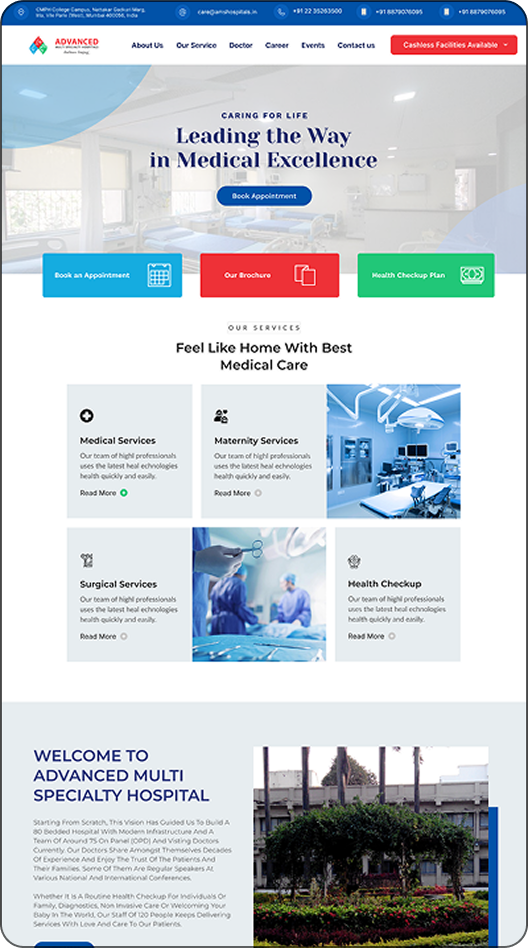 CMPH College Campus, Natakar Gadkari Marg,
Irla, Vile Parle (West), Mumbai 400056, India
care@amshospitals.in
+91 22 35263500
+91 8879076095
+91 8879076095
ADVANCED
MULTI SPECIALTY HOSPITALS
About Us
Our Service
Doctor
Career
Events
Contact us
Cashless Facilities Available
CARING FOR LIFE
Leading the Way
in Medical Excellence
Book Appointment
Book an Appointment
Our Brochure
Health Checkup Plan
OUR SERVICES
Feel Like Home With Best
Medical Care
Medical Services
Our team of highl professionals
uses the latest heal echnologies
health quickly and easily.
Read More
Maternity Services
Our team of highl professionals
uses the latest heal echnologies
health quickly and easily.
Read More
Surgical Services
Our team of highl professionals
uses the latest heal echnologies
health quickly and easily.
Read More
Health Checkup
Our team of highl professionals
uses the latest heal echnologies
health quickly and easily.
Read More
WELCOME TO
ADVANCED MULTI
SPECIALTY HOSPITAL
Starting From Scratch, This Vision Has Guided Us To Build A
80 Bedded Hospital With Modern Infrastructure And A
Team Of Around 75 On Panel (OPD) And Visting Doctors
Currently. Our Doctors Share Amongst Themselves Decades
Of Experience And Enjoy The Trust Of The Patients And
Their Families. Some Of Them Are Regular Speakers At
Various National And International Conferences.
Whether It Is A Routine Health Checkup For Individuals Or
Family, Diagnostics, Non Invasive Care Or Welcoming Your
Baby In The World, Our Staff Of 120 People Keeps Delivering
Services With Love And Care To Our Patients.